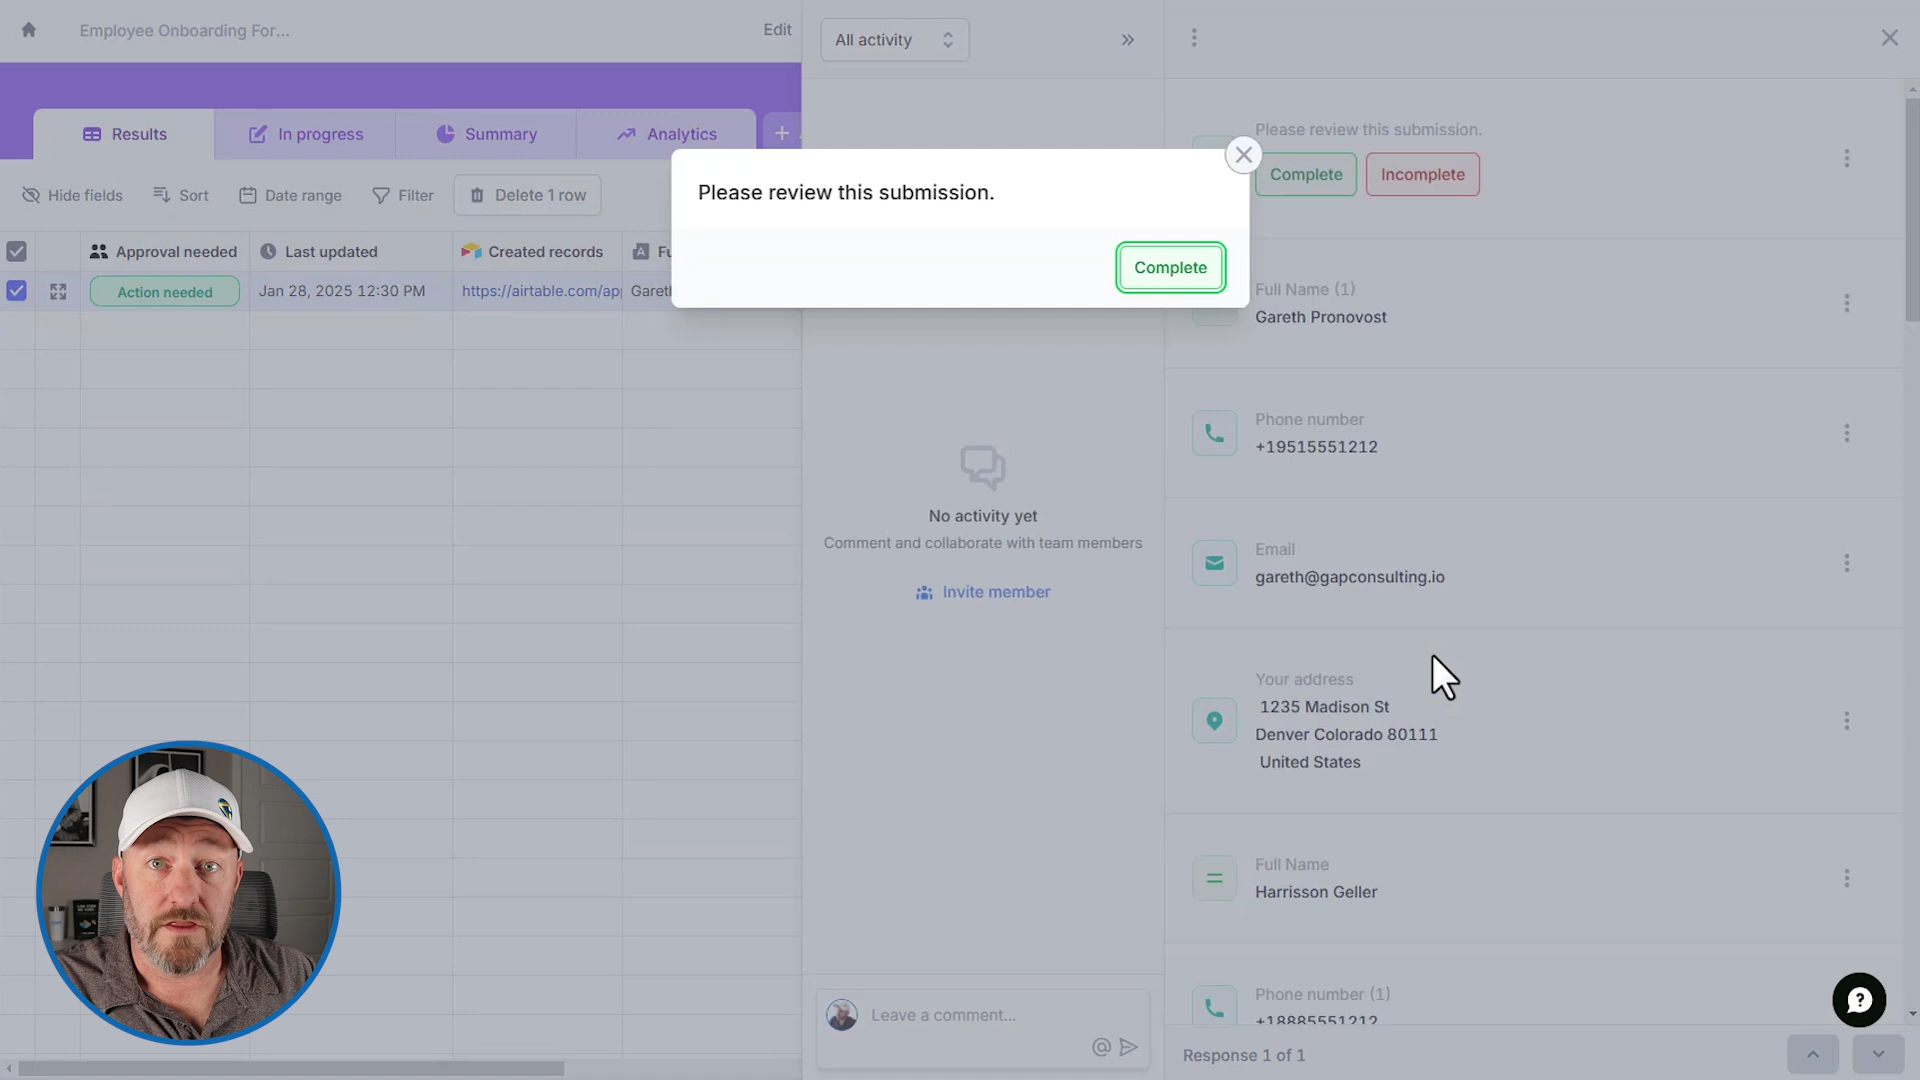 Employee Onboarding For...
Edit
All activity
Results
In progress
Summary
Analytics
Hide fields
Sort
Date range
Filter
Delete 1 row
Approval needed
Last updated
Created records
Action needed
Jan 28, 2025 12:30 PM
https://airtable.com/ap
Please review this submission.
Complete
No activity yet
Comment and collaborate with team members
Invite member
Leave a comment...
Please review this submission.
Complete
Incomplete
Full Name (1)
Gareth Pronovost
Phone number
+19515551212
Email
gareth@gapconsulting.io
Your address
1235 Madison St
Denver Colorado 80111
United States
Full Name
Harrisson Geller
Phone number (1)
+18885551212
Response 1 of 1